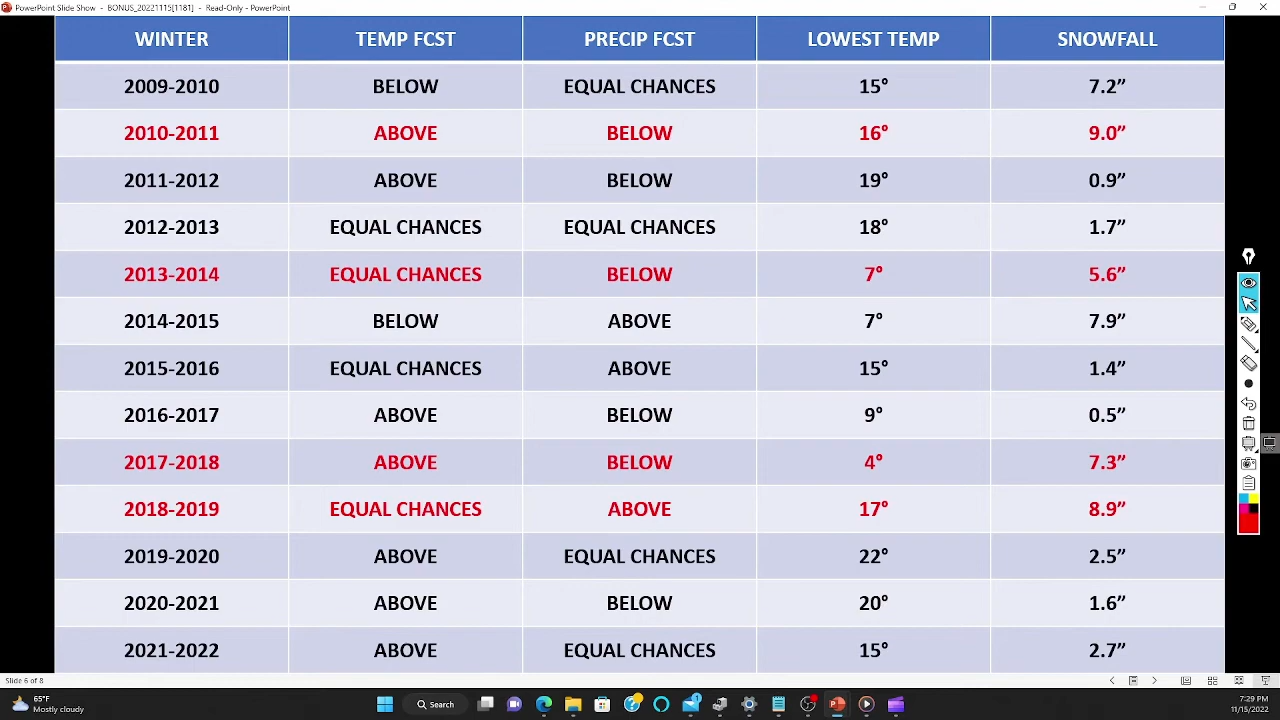 PowerPoint Slide Show - BONUS_20221115[1181] - Read-Only - PowerPoint
WINTER TEMP FCST PRECIP FCST LOWEST TEMP SNOWFALL
2009-2010 BELOW EQUAL CHANCES 15° 7.2”
2010-2011 ABOVE BELOW 16° 9.0”
2011-2012 ABOVE BELOW 19° 0.9”
2012-2013 EQUAL CHANCES EQUAL CHANCES 18° 1.7”
2013-2014 EQUAL CHANCES BELOW 7° 5.6”
2014-2015 BELOW ABOVE 7° 7.9”
2015-2016 EQUAL CHANCES ABOVE 15° 1.4”
2016-2017 ABOVE BELOW 9° 0.5”
2017-2018 ABOVE BELOW 4° 7.3”
2018-2019 EQUAL CHANCES ABOVE 17° 8.9”
2019-2020 ABOVE EQUAL CHANCES 22° 2.5”
2020-2021 ABOVE BELOW 20° 1.6”
2021-2022 ABOVE EQUAL CHANCES 15° 2.7”
Slide 6 of 8
65°F
Mostly cloudy
Search
7:29 PM
11/15/2022